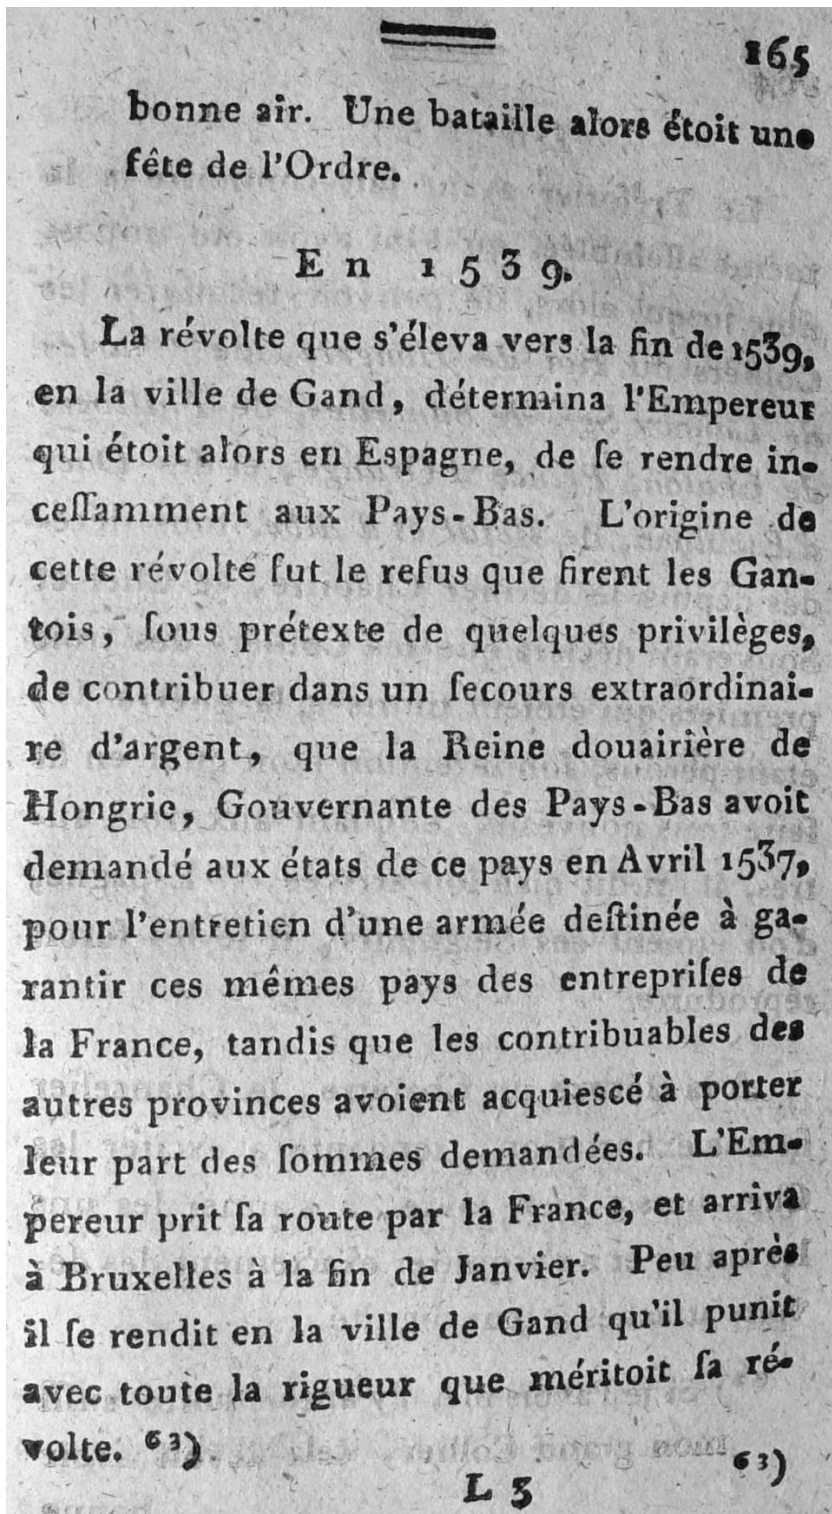 165
bonne air. Une bataille alors étoit une
fête de l'Ordre.
En 1539.
La révolte que s'éleva vers la fin de 1539,
en la ville de Gand, détermina l'Empereur
qui étoit alors en Espagne, de ſe rendre in-
ceſſamment aux Pays-Bas. L'origine de
cette révolte fut le refus que firent les Gan-
tois, ſous prétexte de quelques privilèges,
de contribuer dans un ſecours extraordinai-
re d'argent, que la Reine douairière de
Hongrie, Gouvernante des Pays-Bas avoit
demandé aux états de ce pays en Avril 1537,
pour l'entretien d'une armée deſtinée à ga-
rantir ces mêmes pays des entrepriſes de
la France, tandis que les contribuables des
autres provinces avoient acquiescé à porter
leur part des ſommes demandées. L'Em-
pereur prit ſa route par la France, et arriva
à Bruxelles à la fin de Janvier. Peu après
il ſe rendit en la ville de Gand qu'il punit
avec toute la rigueur que méritoit ſa ré-
volte. 63)
63)
L 3